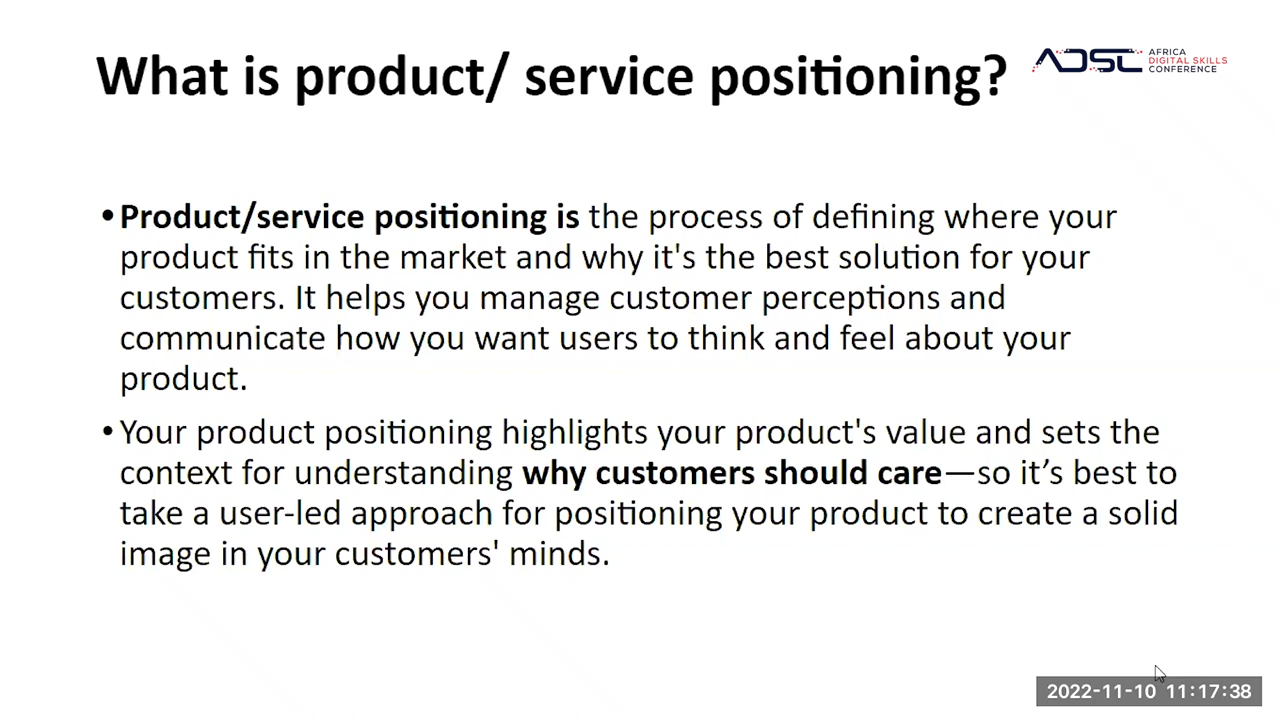 What is product/ service positioning?
AFRICA
DIGITAL SKILLS
CONFERENCE
•Product/service positioning is the process of defining where your
product fits in the market and why it's the best solution for your
customers. It helps you manage customer perceptions and
communicate how you want users to think and feel about your
product.
•Your product positioning highlights your product's value and sets the
context for understanding why customers should care—so it’s best to
take a user-led approach for positioning your product to create a solid
image in your customers' minds.
2022-11-10 11:17:38